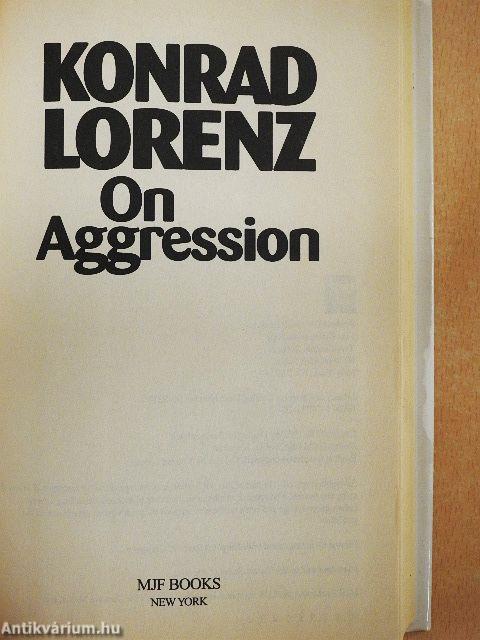 KONRAD
LORENZ
On
Aggression
MJF BOOKS
NEW YORK
Antikvárium.hu